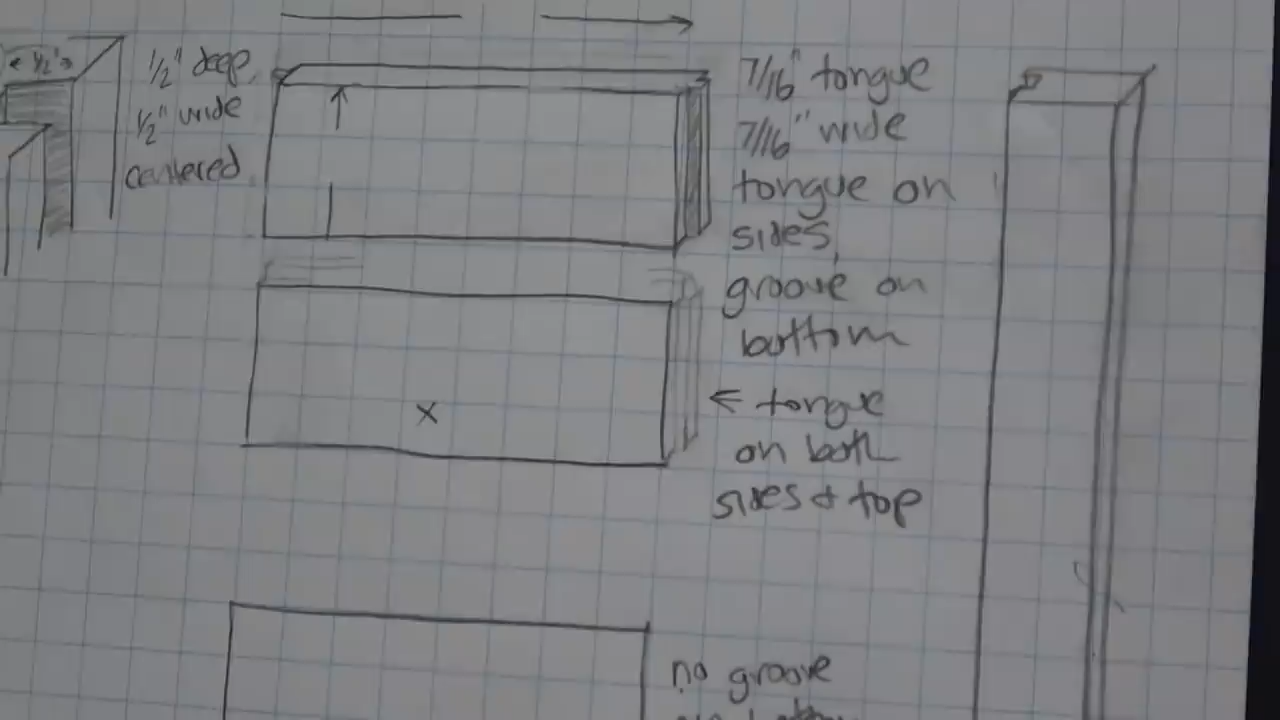 ½"
½" deep,
½" wide
centered
7/16" tongue
7/16" wide
tongue on
sides,
groove on
bottom
x
← tongue
on both
sides & top
no groove